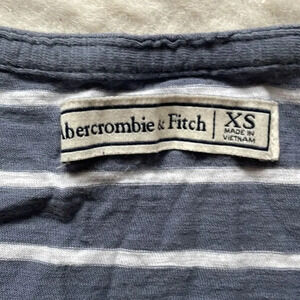 Abercrombie & Fitch XS
MADE IN
VIETNAM